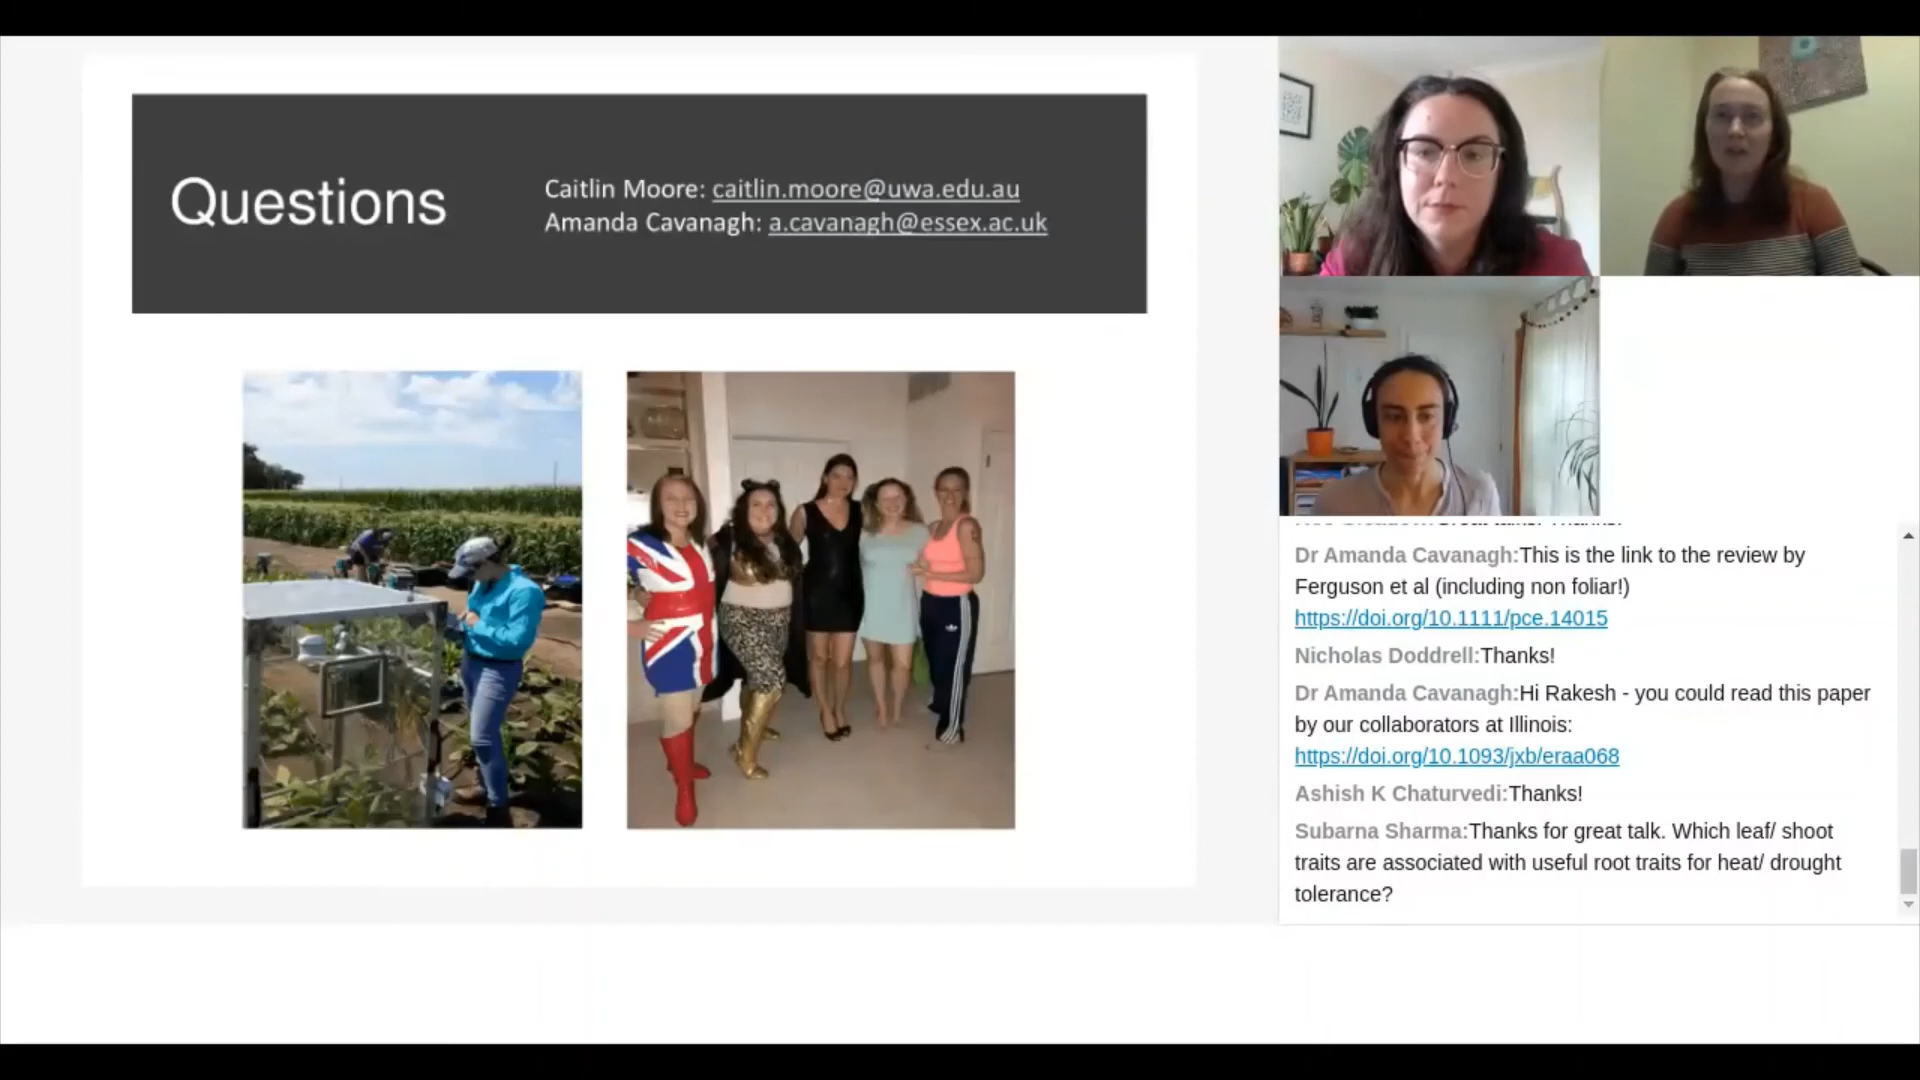 Questions
Caitlin Moore: caitlin.moore@uwa.edu.au
Amanda Cavanagh: a.cavanagh@essex.ac.uk
Dr Amanda Cavanagh:This is the link to the review by
Ferguson et al (including non foliar!)
https://doi.org/10.1111/pce.14015
Nicholas Doddrell:Thanks!
Dr Amanda Cavanagh:Hi Rakesh - you could read this paper
by our collaborators at Illinois:
https://doi.org/10.1093/jxb/eraa068
Ashish K Chaturvedi:Thanks!
Subarna Sharma:Thanks for great talk. Which leaf/ shoot
traits are associated with useful root traits for heat/ drought
tolerance?